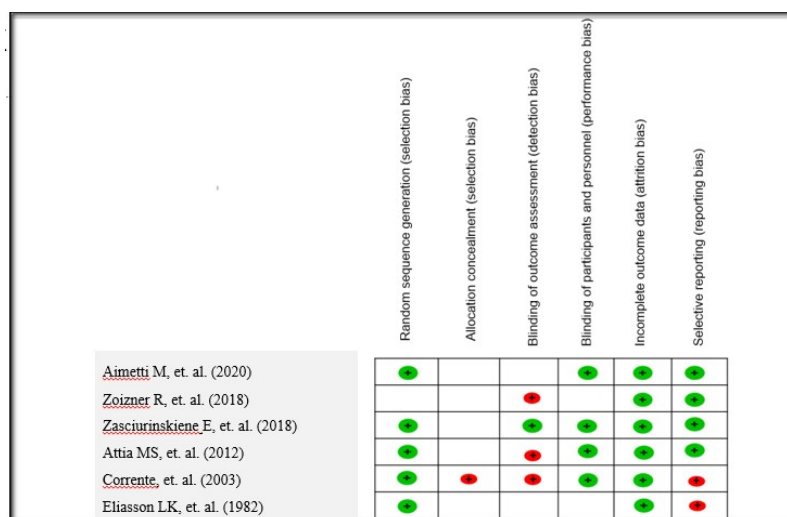 Random sequence generation (selection bias)
Allocation concealment (selection bias)
Blinding of outcome assessment (detection bias)
Blinding of participants and personnel (performance bias)
Incomplete outcome data (attrition bias)
Selective reporting (reporting bias)
Aimetti M, et. al. (2020)
Zoizner R, et. al. (2018)
Zasciurinskiene E, et. al. (2018)
Attia MS, et. al. (2012)
Corrente, et. al. (2003)
Eliasson LK, et. al. (1982)